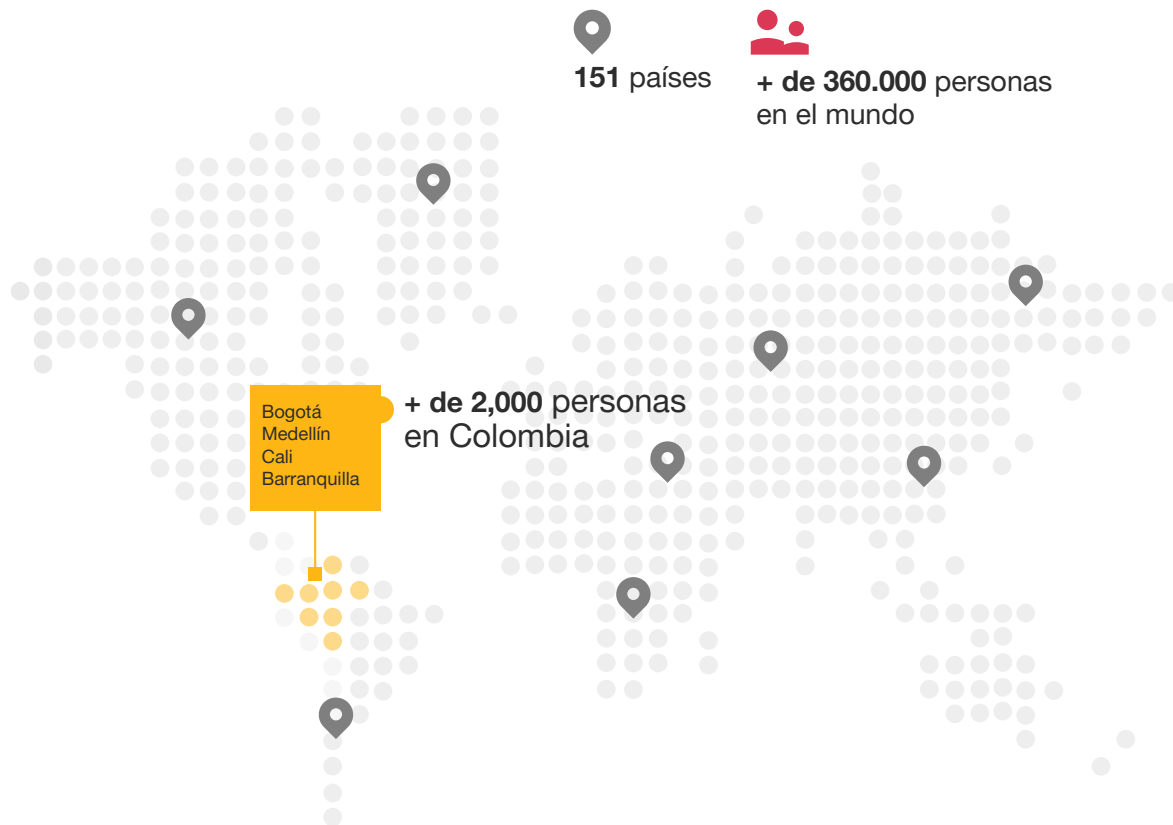 151 países
+ de 360.000 personas
en el mundo
+ de 2,000 personas
en Colombia
Bogotá
Medellín
Cali
Barranquilla